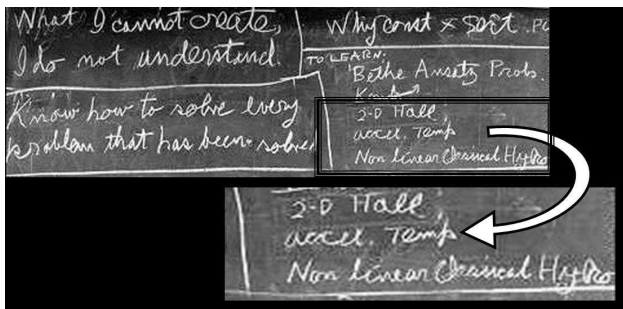 What I cannot create,
I do not understand.
Know how to solve every
problem that has been solved
Why const × sort
TO LEARN.
Bethe Ansatz Probs.
2-D Hall
accel. Temp
Non Linear Classical Hydro
2-D Hall
accel. Temp
Non Linear Classical Hydro